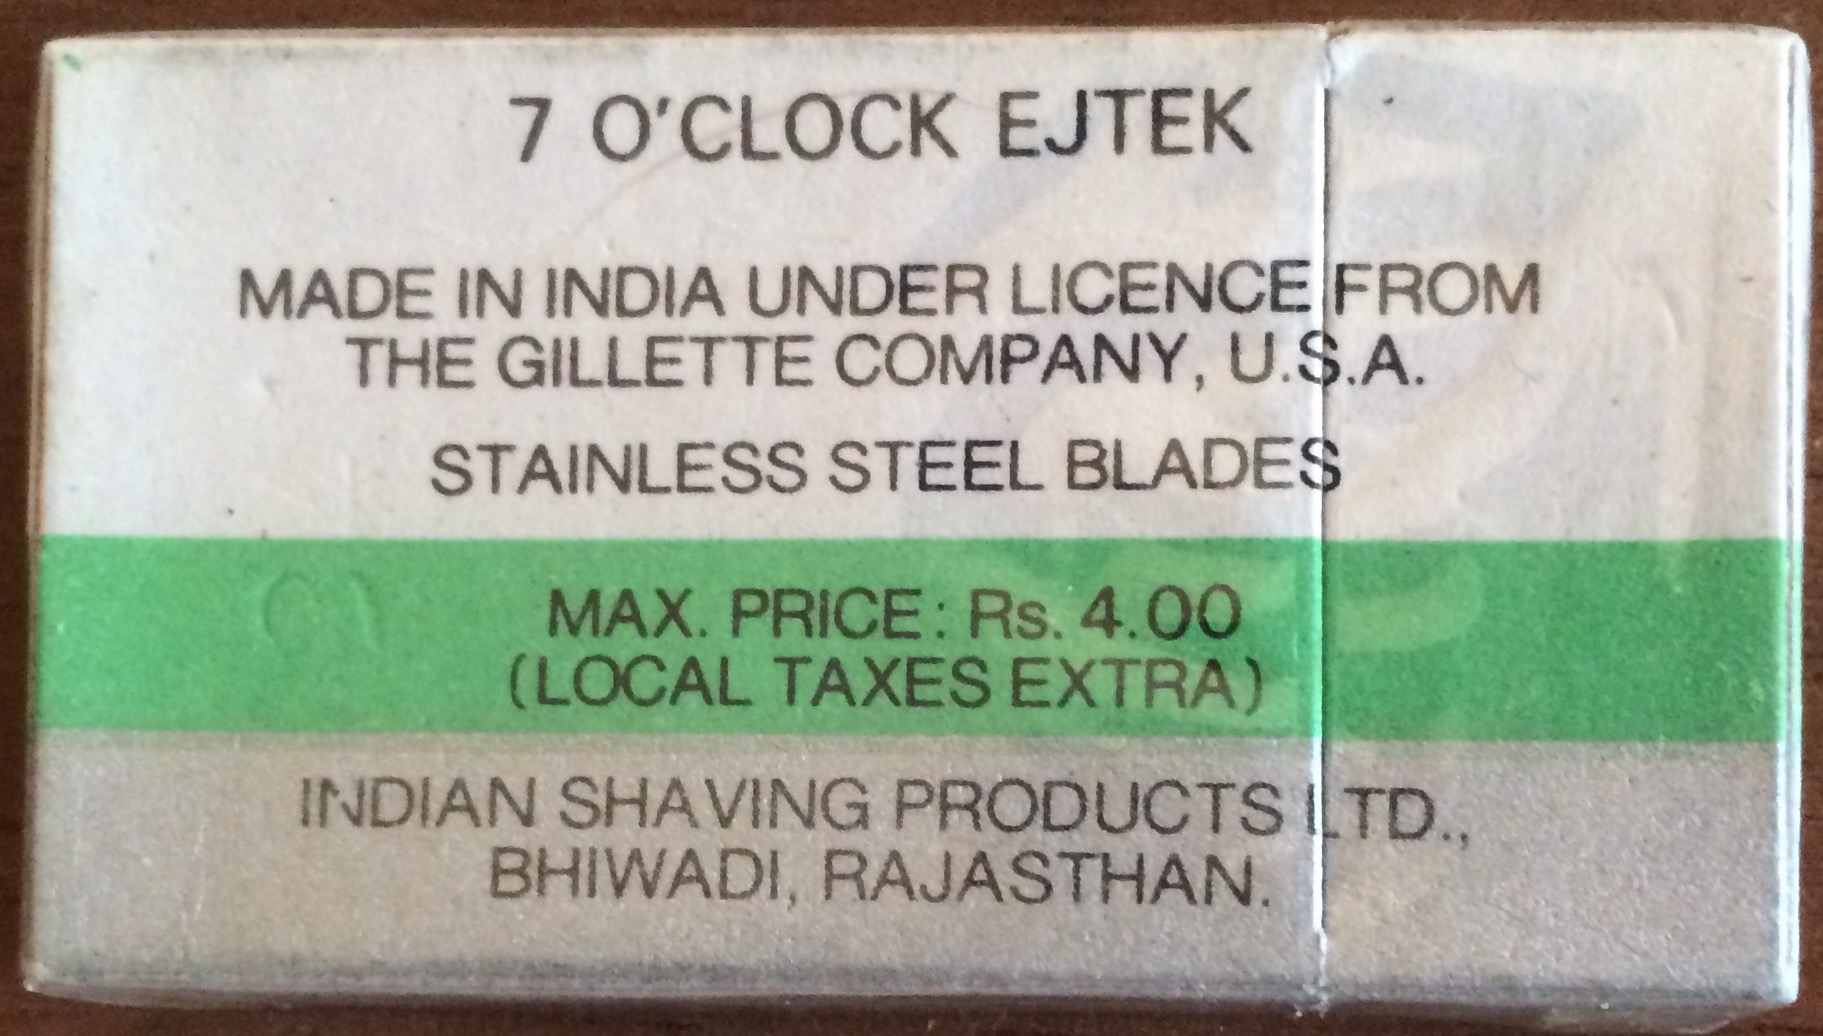 7 O'CLOCK EJTEK
MADE IN INDIA UNDER LICENCE FROM
THE GILLETTE COMPANY, U.S.A.
STAINLESS STEEL BLADES
MAX. PRICE: Rs. 4.00
(LOCAL TAXES EXTRA)
INDIAN SHAVING PRODUCTS LTD.,
BHIWADI, RAJASTHAN.